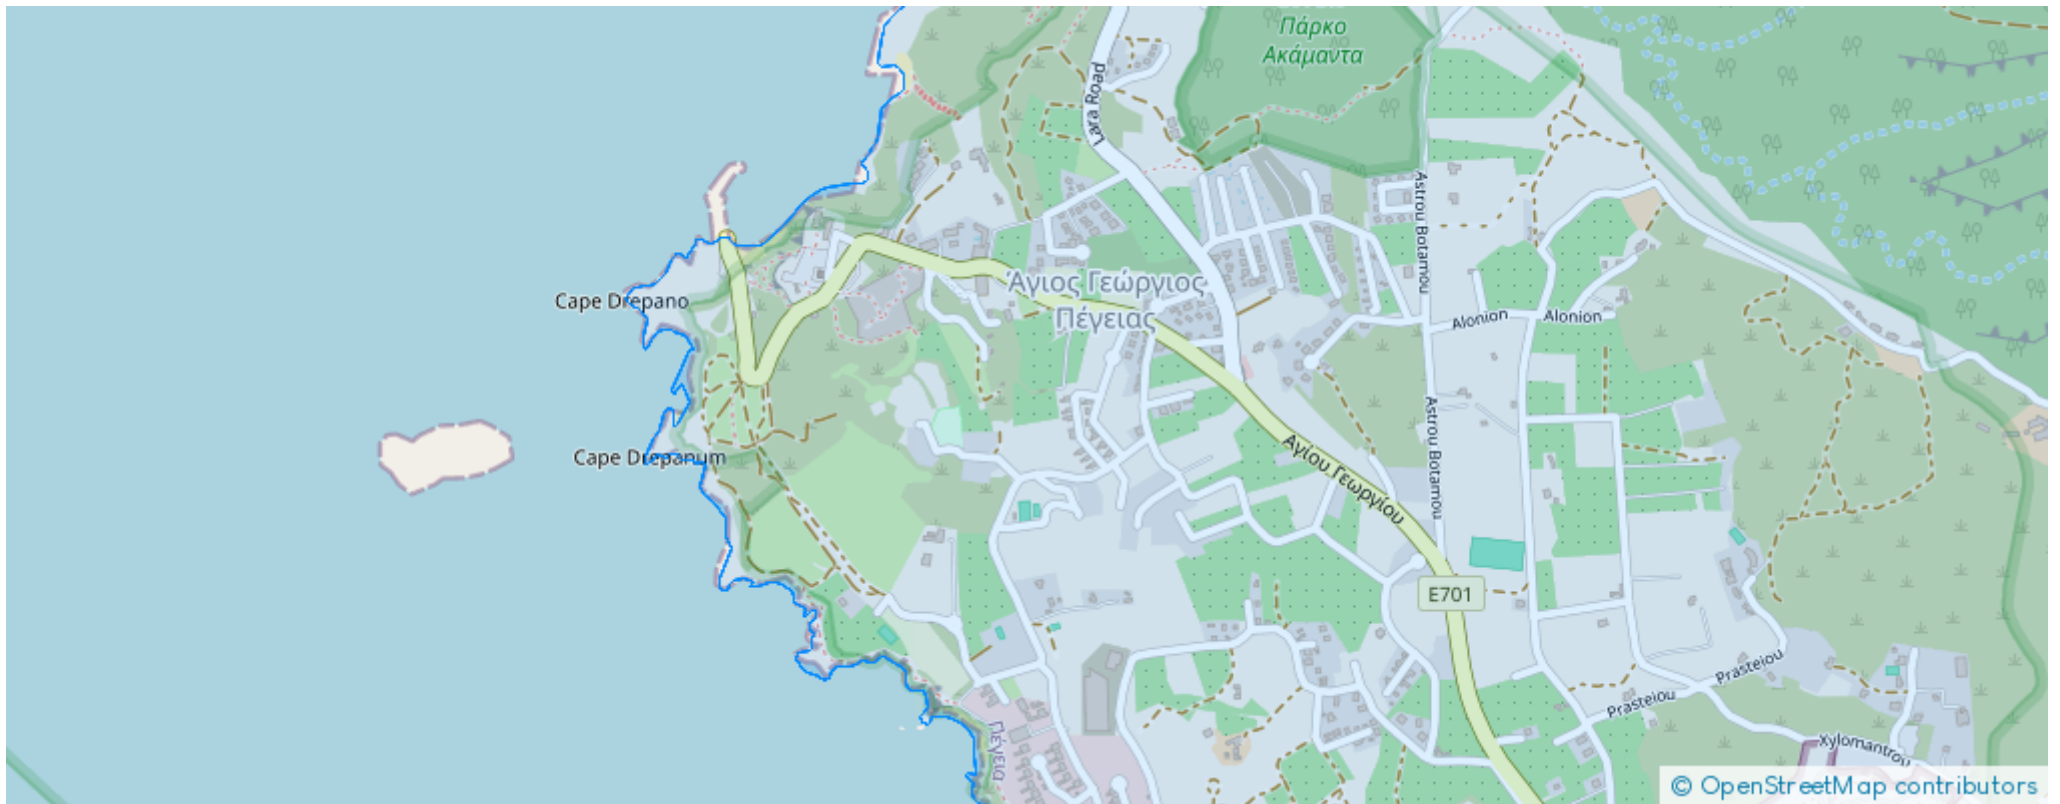 Πάρκο
Ακάμαντα
Lara Road
Astrou Botamou
Cape Drepano
Άγιος Γεώργιος
Πέγειας
Alonion
Alonion
Astrou Botamou
Cape Drepanum
Αγίου Γεωργίου
E701
Prasteiou
Prasteiou
Πέγεια
Xylomantrou
© OpenStreetMap contributors